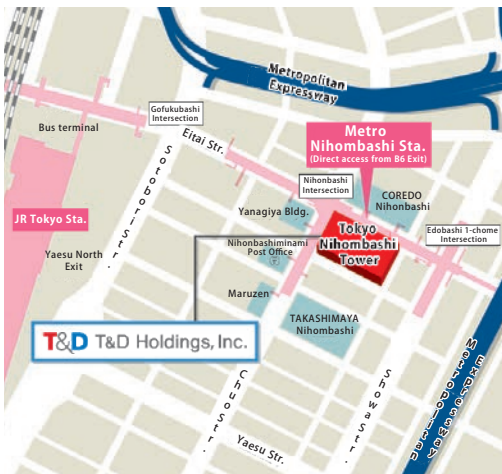 Metropolitan
Expressway
Gofukubashi
Intersection
Bus terminal
Eitai Str.
Metro
Nihombashi Sta.
(Direct access from B6 Exit)
Sotobori Str.
Nihonbashi
Intersection
COREDO
Nihonbashi
JR Tokyo Sta.
Yanagiya Bldg.
Tokyo
Nihombashi
Tower
Edobashi 1-chome
Intersection
Yaesu North
Exit
Nihonbashiminami
Post Office
Maruzen
TAKASHIMAYA
Nihombashi
T&D T&D Holdings, Inc.
Chuo Str.
Showa Str.
Metropolitan
Expressway
Yaesu Str.